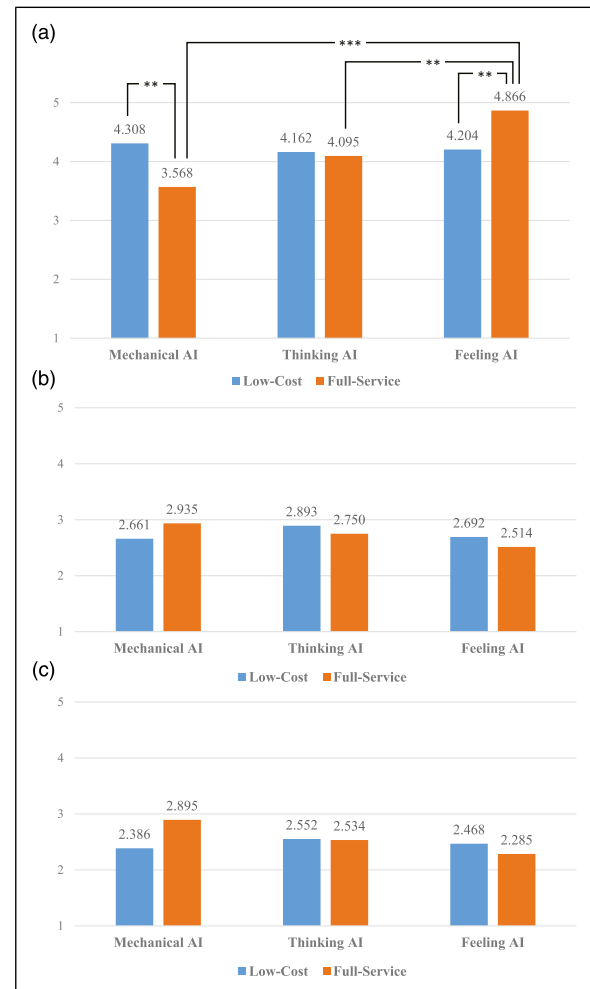 (a)
***
**
** **
5
4.866
4.308 4.162 4.095 4.204
4
3.568
3
2
1
Mechanical AI Thinking AI Feeling AI
Low-Cost Full-Service
(b)
5
4
3
2.661 2.935 2.893 2.750 2.692 2.514
2
1
Mechanical AI Thinking AI Feeling AI
Low-Cost Full-Service
(c)
5
4
3
2.386 2.895 2.552 2.534 2.468 2.285
2
1
Mechanical AI Thinking AI Feeling AI
Low-Cost Full-Service